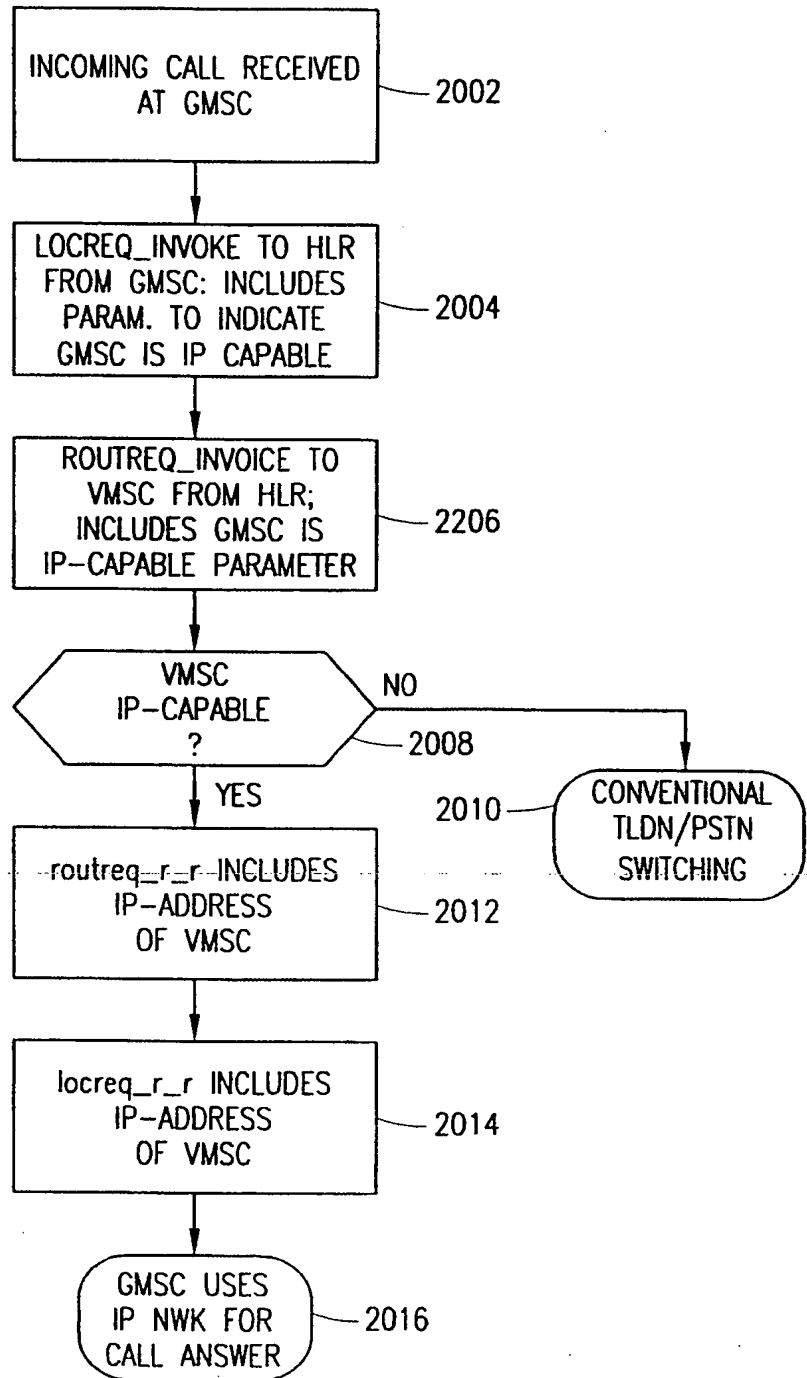 INCOMING CALL RECEIVED
AT GMSC
2002
LOCREQ_INVOKE TO HLR
FROM GMSC: INCLUDES
PARAM. TO INDICATE
GMSC IS IP CAPABLE
2004
ROUTREQ_INVOICE TO
VMSC FROM HLR;
INCLUDES GMSC IS
IP-CAPABLE PARAMETER
2206
VMSC
IP-CAPABLE
?
2008
NO
YES
2010
CONVENTIONAL
TLDN/PSTN
SWITCHING
routreq_r_r INCLUDES
IP-ADDRESS
OF VMSC
2012
locreq_r_r INCLUDES
IP-ADDRESS
OF VMSC
2014
GMSC USES
IP NWK FOR
CALL ANSWER
2016